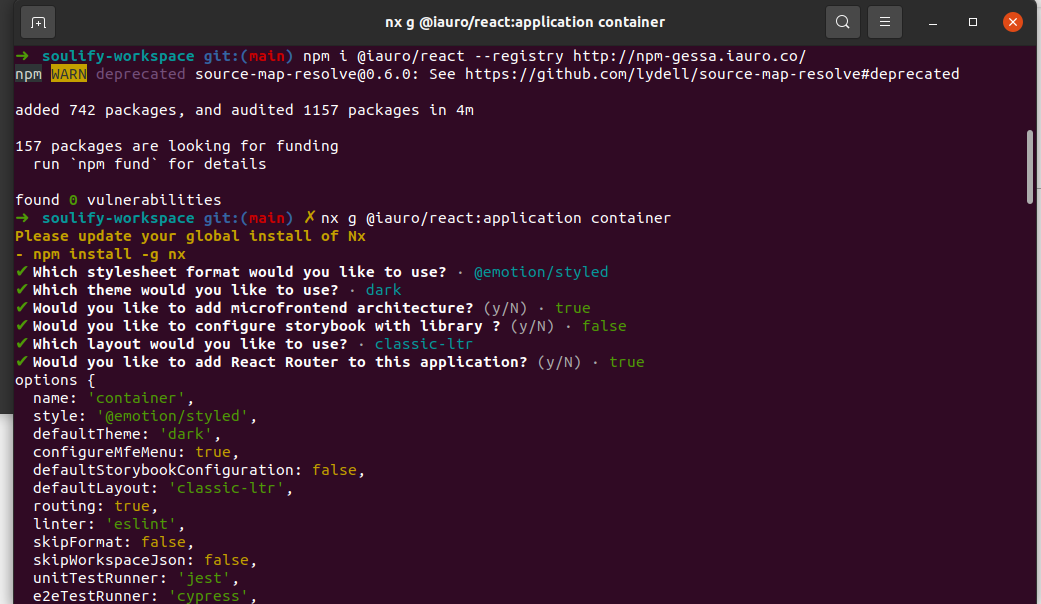 nx g @iauro/react:application container
➜ soulify-workspace git:(main) npm i @iauro/react --registry http://npm-gessa.iauro.co/
npm WARN deprecated source-map-resolve@0.6.0: See https://github.com/lydell/source-map-resolve#deprecated
added 742 packages, and audited 1157 packages in 4m
157 packages are looking for funding
  run `npm fund` for details
found 0 vulnerabilities
➜ soulify-workspace git:(main) ✗ nx g @iauro/react:application container
Please update your global install of Nx
- npm install -g nx
✔ Which stylesheet format would you like to use? · @emotion/styled
✔ Which theme would you like to use? · dark
✔ Would you like to add microfrontend architecture? (y/N) · true
✔ Would you like to configure storybook with library ? (y/N) · false
✔ Which layout would you like to use? · classic-ltr
✔ Would you like to add React Router to this application? (y/N) · true
options {
  name: 'container',
  style: '@emotion/styled',
  defaultTheme: 'dark',
  configureMfeMenu: true,
  defaultStorybookConfiguration: false,
  defaultLayout: 'classic-ltr',
  routing: true,
  linter: 'eslint',
  skipFormat: false,
  skipWorkspaceJson: false,
  unitTestRunner: 'jest',
  e2eTestRunner: 'cypress',